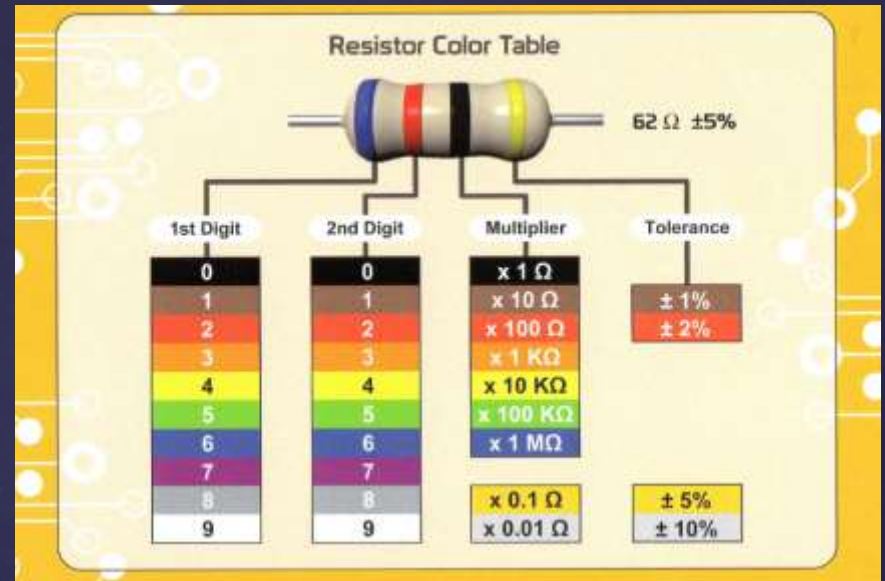 Resistor Color Table
62 Ω ±5%
1st Digit 2nd Digit Multiplier Tolerance
0 0 x 1 Ω
1 1 x 10 Ω ± 1%
2 2 x 100 Ω ± 2%
3 3 x 1 KΩ
4 4 x 10 KΩ
5 5 x 100 KΩ
6 6 x 1 MΩ
7 7
8 8 x 0.1 Ω ± 5%
9 9 x 0.01 Ω ± 10%